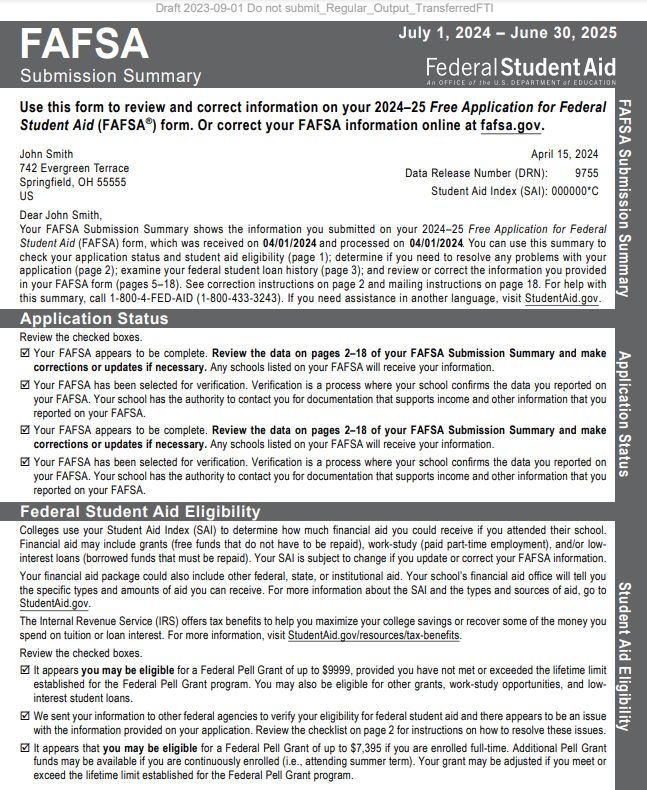 Draft 2023-09-01 Do not submit_Regular_Output_TransferredFTI
FAFSA
Submission Summary
July 1, 2024 – June 30, 2025
Federal Student Aid
An OFFICE of the U.S. DEPARTMENT of EDUCATION
Use this form to review and correct information on your 2024–25 Free Application for Federal
Student Aid (FAFSA®) form. Or correct your FAFSA information online at fafsa.gov.
John Smith
742 Evergreen Terrace
Springfield, OH 55555
US
April 15, 2024
Data Release Number (DRN): 9755
Student Aid Index (SAI): 000000*C
Dear John Smith,
Your FAFSA Submission Summary shows the information you submitted on your 2024–25 Free Application for Federal
Student Aid (FAFSA) form, which was received on 04/01/2024 and processed on 04/01/2024. You can use this summary to
check your application status and student aid eligibility (page 1); determine if you need to resolve any problems with your
application (page 2); examine your federal student loan history (page 3); and review or correct the information you provided
in your FAFSA form (pages 5–18). See correction instructions on page 2 and mailing instructions on page 18. For help with
this summary, call 1-800-4-FED-AID (1-800-433-3243). If you need assistance in another language, visit StudentAid.gov.
FAFSA Submission Summary
Application Status
Review the checked boxes.
☑ Your FAFSA appears to be complete. Review the data on pages 2–18 of your FAFSA Submission Summary and make
corrections or updates if necessary. Any schools listed on your FAFSA will receive your information.
☑ Your FAFSA has been selected for verification. Verification is a process where your school confirms the data you reported on
your FAFSA. Your school has the authority to contact you for documentation that supports income and other information that you
reported on your FAFSA.
☑ Your FAFSA appears to be complete. Review the data on pages 2–18 of your FAFSA Submission Summary and make
corrections or updates if necessary. Any schools listed on your FAFSA will receive your information.
☑ Your FAFSA has been selected for verification. Verification is a process where your school confirms the data you reported on
your FAFSA. Your school has the authority to contact you for documentation that supports income and other information that you
reported on your FAFSA.
Application Status
Federal Student Aid Eligibility
Colleges use your Student Aid Index (SAI) to determine how much financial aid you could receive if you attended their school.
Financial aid may include grants (free funds that do not have to be repaid), work-study (paid part-time employment), and/or low-
interest loans (borrowed funds that must be repaid). Your SAI is subject to change if you update or correct your FAFSA information.
Your financial aid package could also include other federal, state, or institutional aid. Your school's financial aid office will tell you
the specific types and amounts of aid you can receive. For more information about the SAI and the types and sources of aid, go to
StudentAid.gov.
The Internal Revenue Service (IRS) offers tax benefits to help you maximize your college savings or recover some of the money you
spend on tuition or loan interest. For more information, visit StudentAid.gov/resources/tax-benefits.
Review the checked boxes.
☑ It appears you may be eligible for a Federal Pell Grant of up to $9999, provided you have not met or exceeded the lifetime limit
established for the Federal Pell Grant program. You may also be eligible for other grants, work-study opportunities, and low-
interest student loans.
☑ We sent your information to other federal agencies to verify your eligibility for federal student aid and there appears to be an issue
with the information provided on your application. Review the checklist on page 2 for instructions on how to resolve these issues.
☑ It appears that you may be eligible for a Federal Pell Grant of up to $7,395 if you are enrolled full-time. Additional Pell Grant
funds may be available if you are continuously enrolled (i.e., attending summer term). Your grant may be adjusted if you meet or
exceed the lifetime limit established for the Federal Pell Grant program.
Student Aid Eligibility